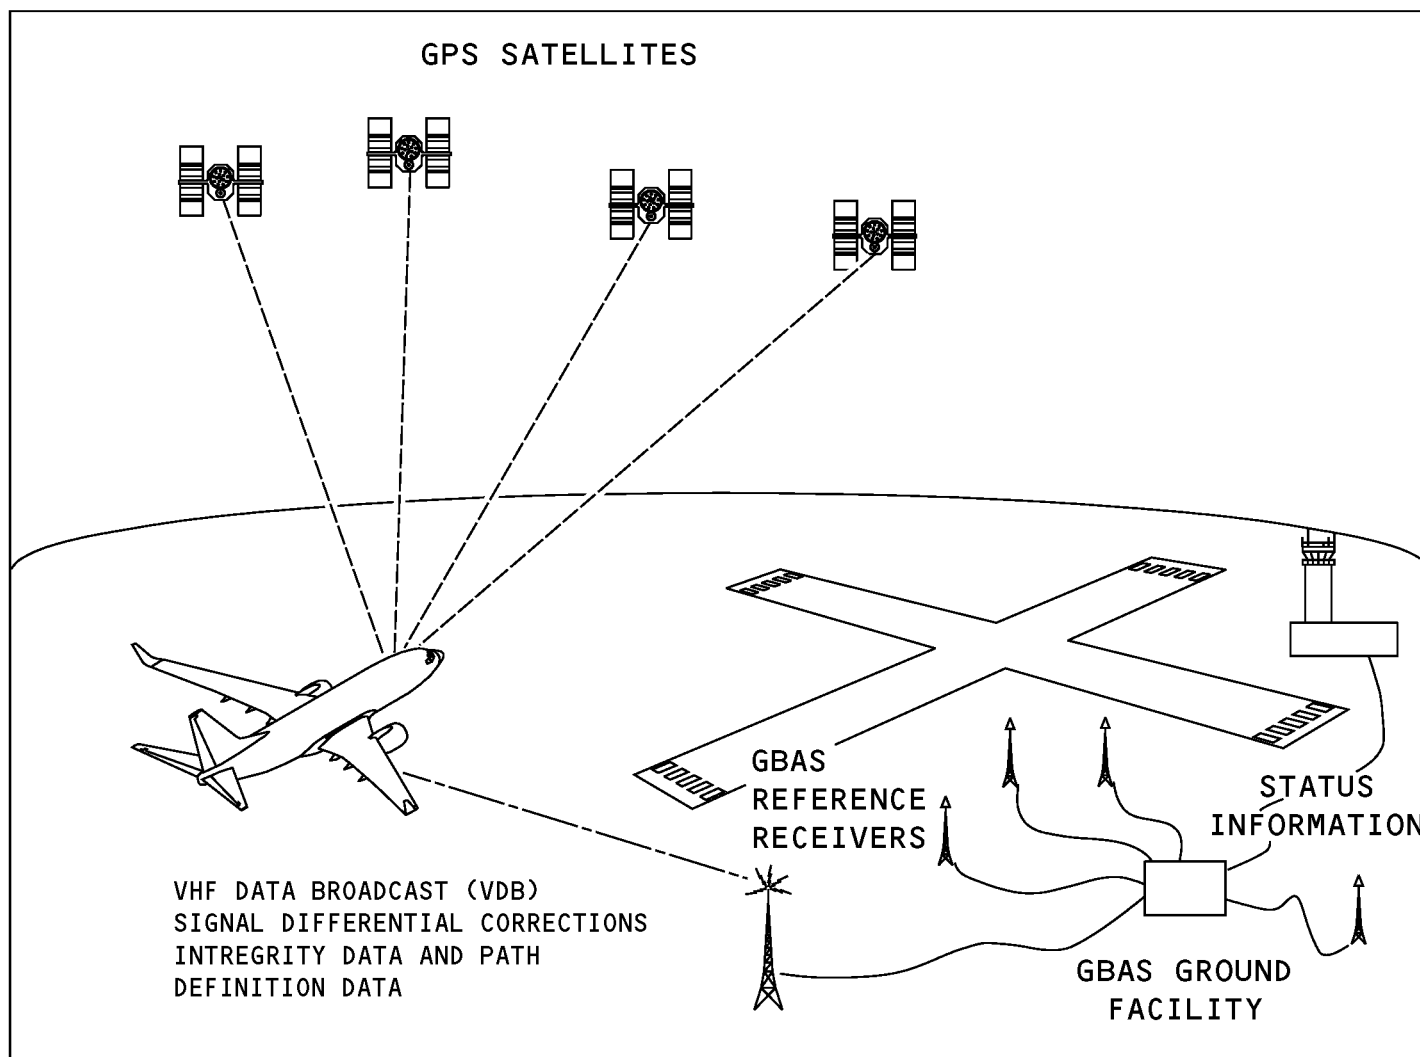 GPS SATELLITES
GBAS
REFERENCE
RECEIVERS
STATUS
INFORMATION
VHF DATA BROADCAST (VDB)
SIGNAL DIFFERENTIAL CORRECTIONS
INTREGRITY DATA AND PATH
DEFINITION DATA
GBAS GROUND
FACILITY